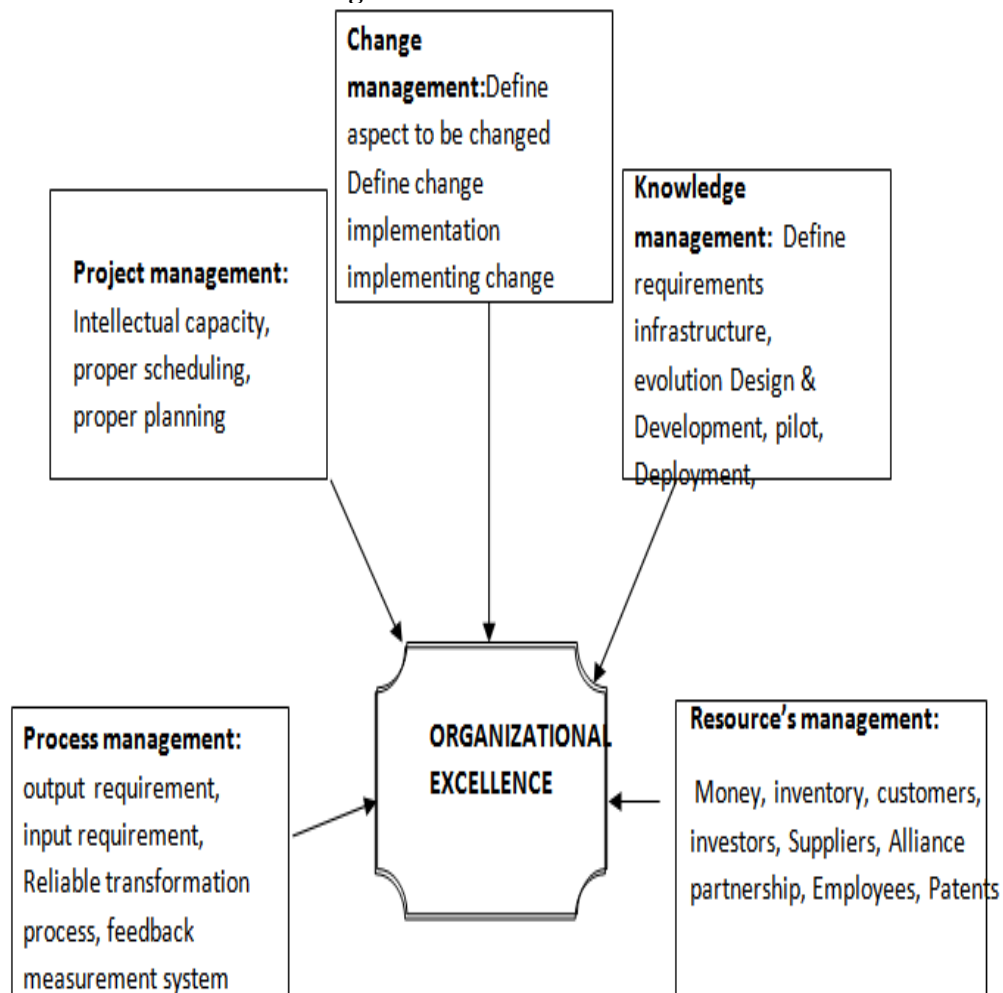 Change
management:Define
aspect to be changed
Define change
implementation
implementing change
Knowledge
management: Define
requirements
infrastructure,
evolution Design &
Development, pilot,
Deployment,
Project management:
Intellectual capacity,
proper scheduling,
proper planning
ORGANIZATIONAL
EXCELLENCE
Process management:
output requirement,
input requirement,
Reliable transformation
process, feedback
measurement system
Resource’s management:
Money, inventory, customers,
investors, Suppliers, Alliance
partnership, Employees, Patents